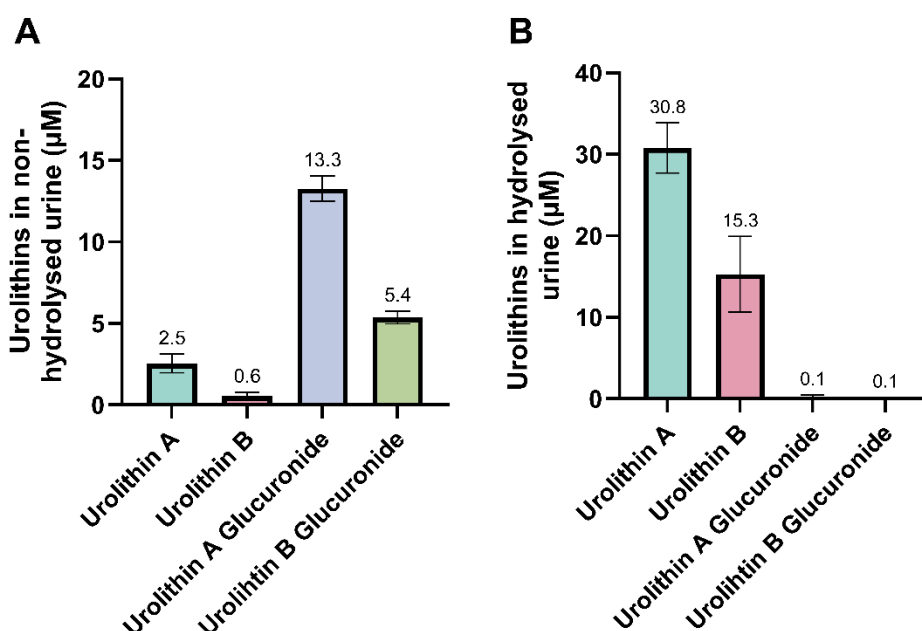 A
Urolithins in non-
hydrolysed urine (µM)
20
15
10
5
0
2.5
0.6
13.3
5.4
Urolithin A
Urolithin B
Urolithin A Glucuronide
Urolihtin B Glucuronide
B
Urolithins in hydrolysed
urine (µM)
40
30
20
10
0
30.8
15.3
0.1
0.1
Urolithin A
Urolithin B
Urolithin A Glucuronide
Urolihtin B Glucuronide